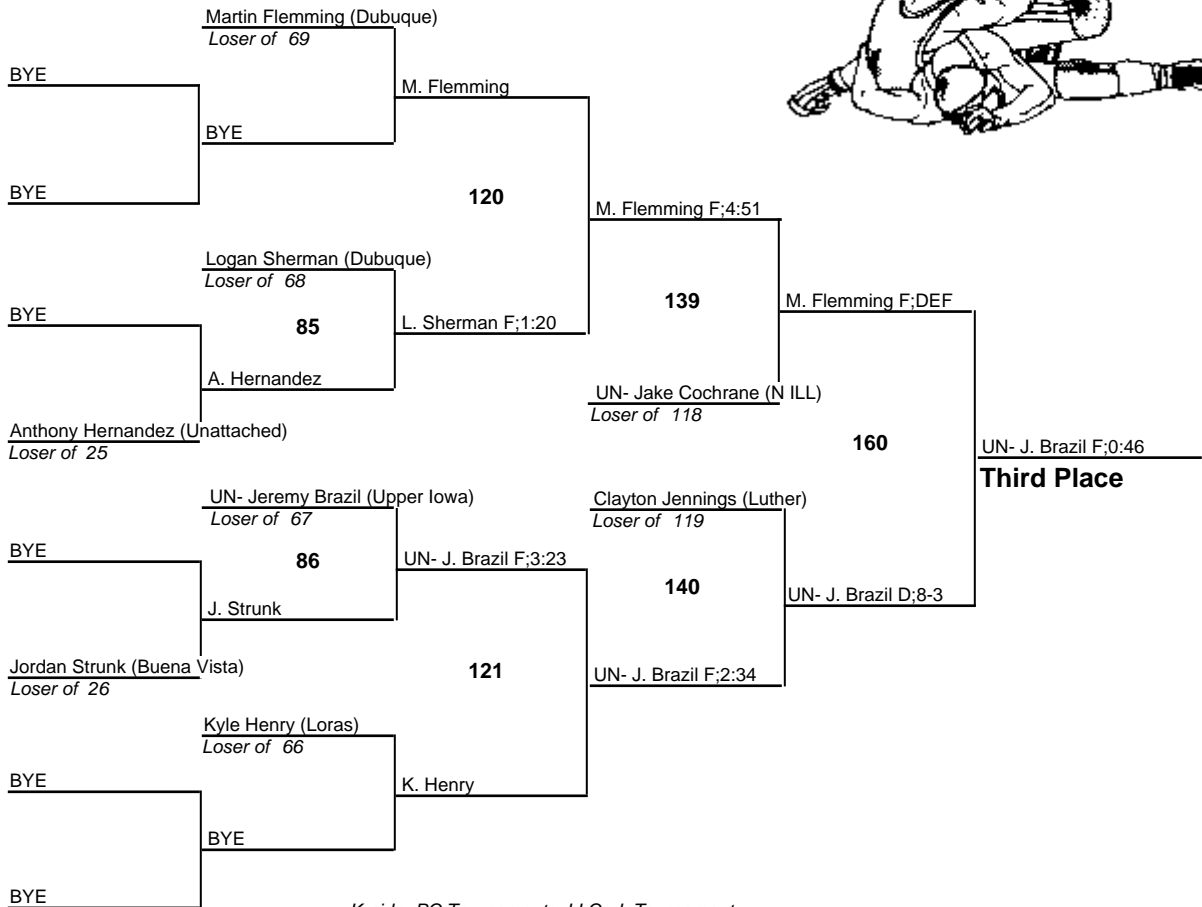 Martin Flemming (Dubuque)
Loser of 69
BYE
M. Flemming
BYE
BYE
120
M. Flemming F;4:51
Logan Sherman (Dubuque)
Loser of 68
139
M. Flemming F;DEF
BYE
85
L. Sherman F;1:20
A. Hernandez
UN- Jake Cochrane (N ILL)
Loser of 118
Anthony Hernandez (Unattached)
Loser of 25
160
UN- J. Brazil F;0:46
Third Place
UN- Jeremy Brazil (Upper Iowa)
Loser of 67
Clayton Jennings (Luther)
Loser of 119
BYE
86
UN- J. Brazil F;3:23
140
UN- J. Brazil D;8-3
J. Strunk
Jordan Strunk (Buena Vista)
Loser of 26
121
UN- J. Brazil F;2:34
Kyle Henry (Loras)
Loser of 66
BYE
K. Henry
BYE
BYE